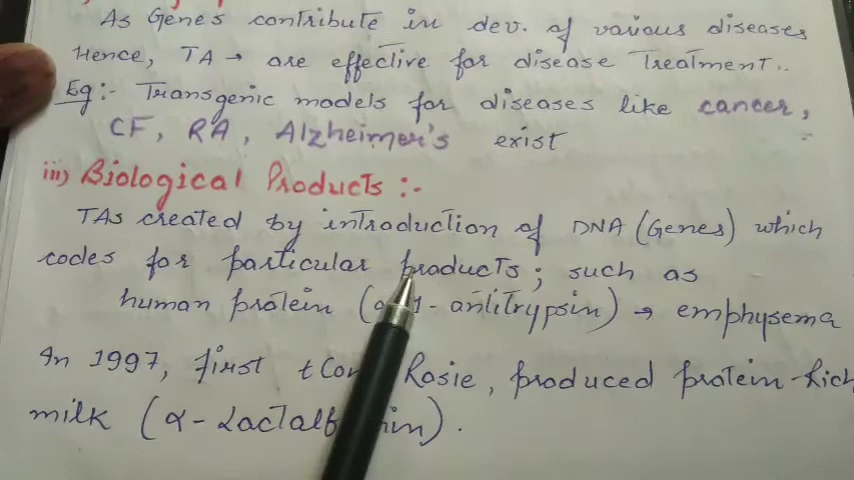 As Genes contribute in dev. of various diseases
Hence, TA → are effective for disease Treatment..
Eg:- Transgenic models for diseases like cancer,
CF, RA, Alzheimer's exist
iii) Biological Products :-
TAs created by introduction of DNA (Genes) which
codes for particular products; such as
human protein ( 1-antitrypsin) → emphysema
In 1997, first Rosie, produced protein-Rich
milk (α-